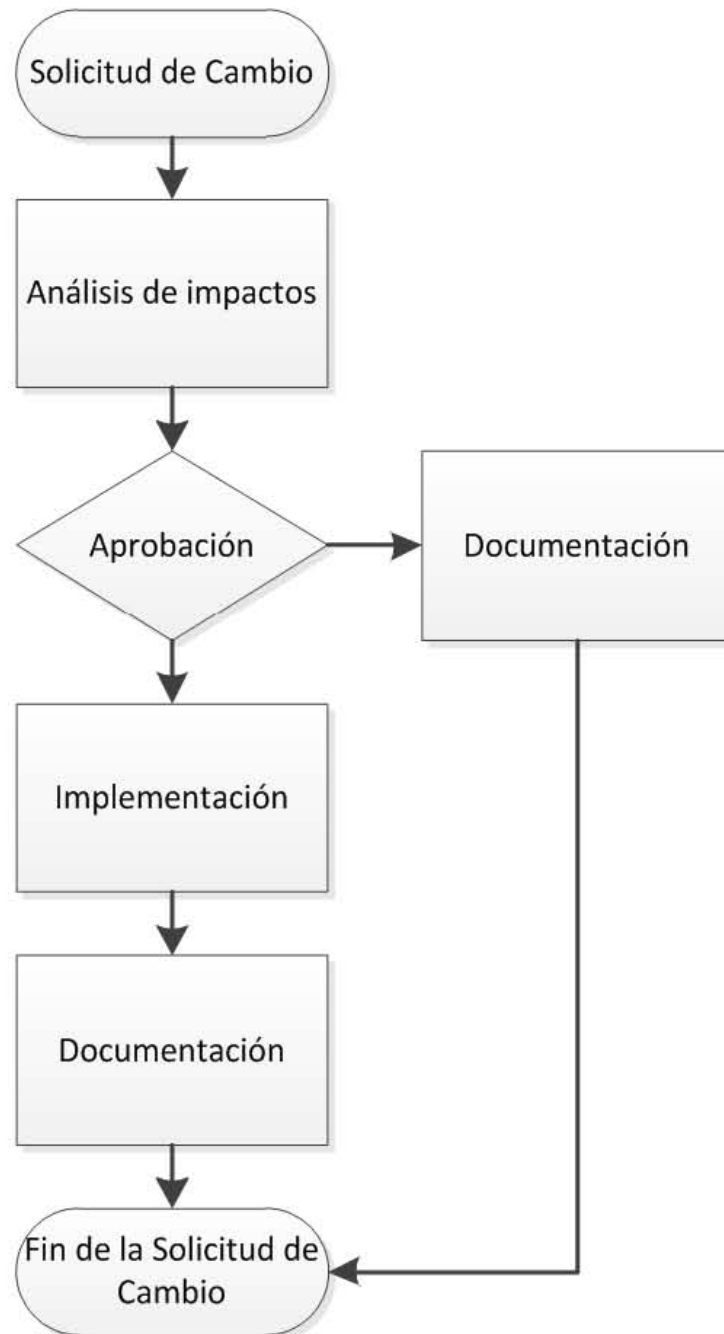 Solicitud de Cambio
Análisis de impactos
Aprobación
Documentación
Implementación
Documentación
Fin de la Solicitud de
Cambio